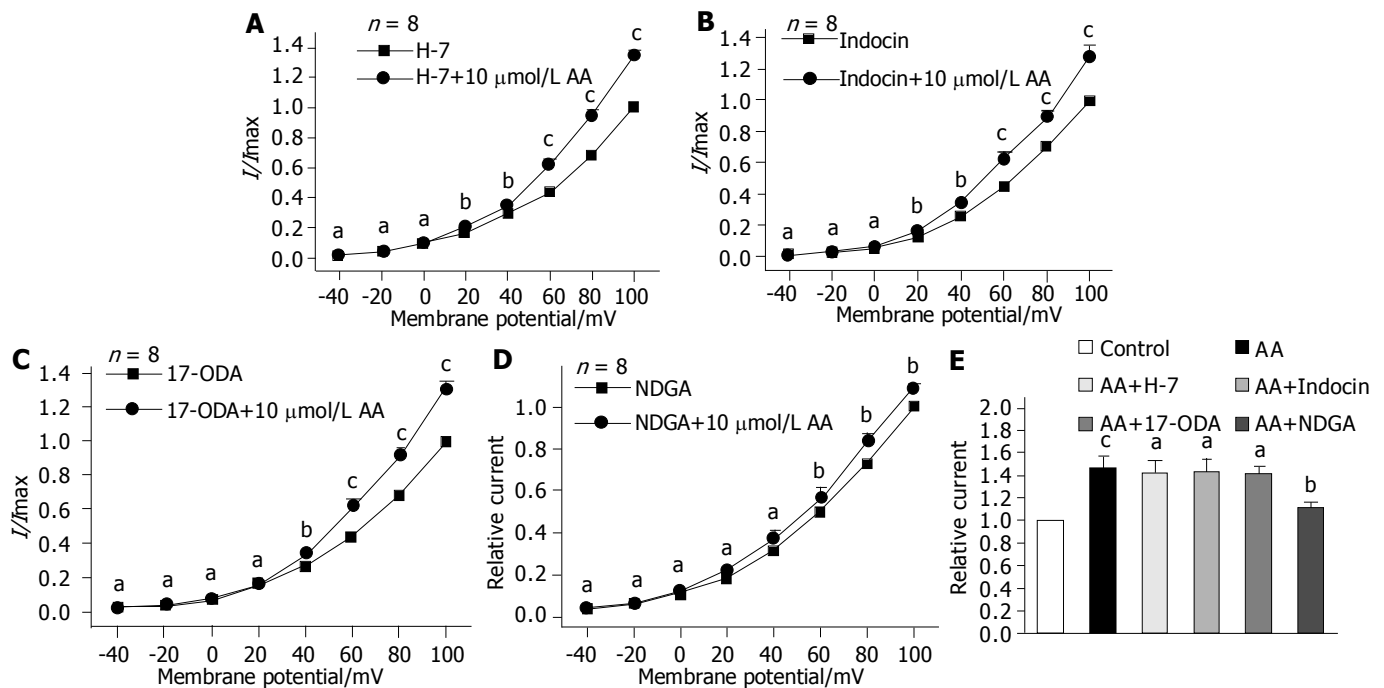 A
n = 8
H-7
H-7+10 μmol/L AA
I/Imax
1.4
1.2
1.0
0.8
0.6
0.4
0.2
0.0
a a a b b c c c
-40 -20 0 20 40 60 80 100
Membrane potential/mV
B
n = 8
Indocin
Indocin+10 μmol/L AA
I/Imax
1.4
1.2
1.0
0.8
0.6
0.4
0.2
0.0
a a a b b c c c
-40 -20 0 20 40 60 80 100
Membrane potential/mV
C
n = 8
17-ODA
17-ODA+10 μmol/L AA
I/Imax
1.4
1.2
1.0
0.8
0.6
0.4
0.2
0.0
a a a a b c c c
-40 -20 0 20 40 60 80 100
Membrane potential/mV
D
n = 8
NDGA
NDGA+10 μmol/L AA
Relative current
1.0
0.8
0.6
0.4
0.2
0.0
a a a a a b b b
-40 -20 0 20 40 60 80 100
Membrane potential/mV
E
Control
AA
AA+H-7
AA+Indocin
AA+17-ODA
AA+NDGA
Relative current
2.0
1.8
1.6
1.4
1.2
1.0
0.8
0.6
0.4
0.2
0.0
c a a a b